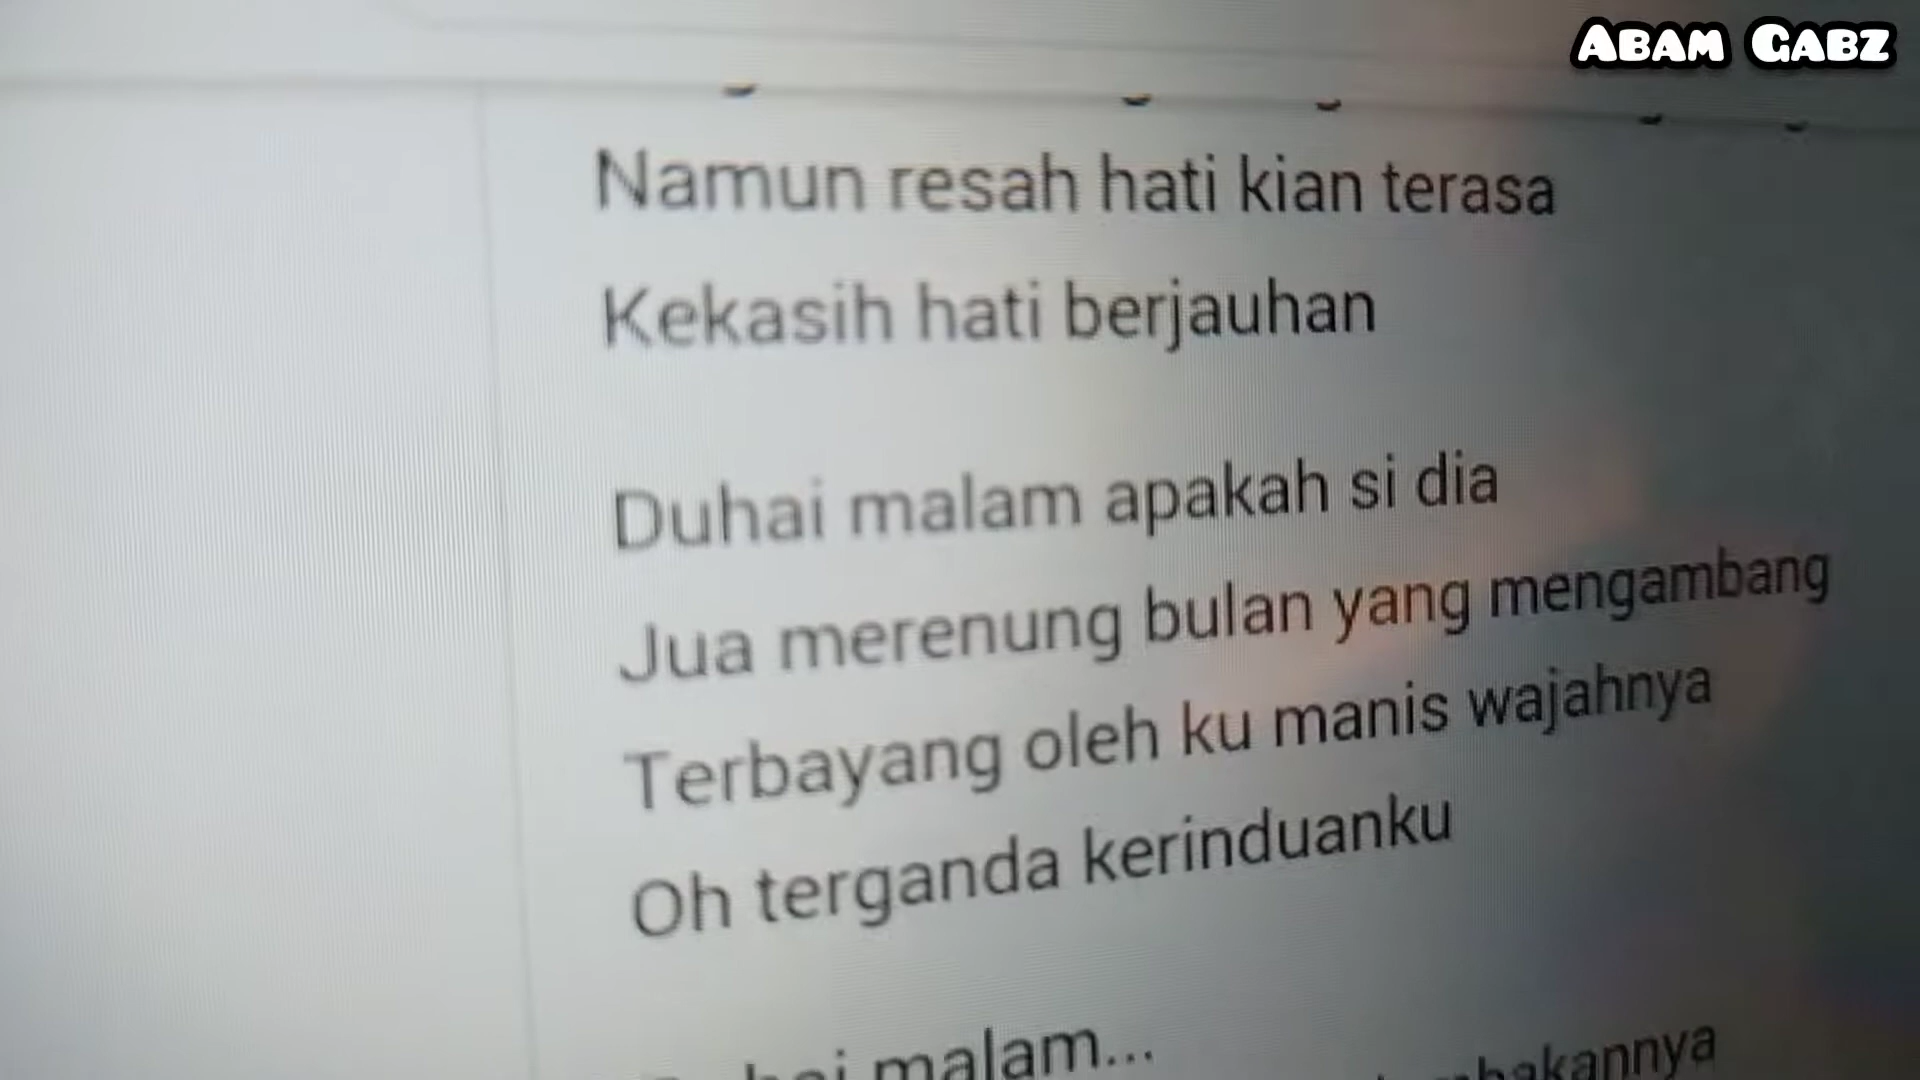 Abam Gabz
Namun resah hati kian terasa
Kekasih hati berjauhan
Duhai malam apakah si dia
Jua merenung bulan yang mengambang
Terbayang oleh ku manis wajahnya
Oh terganda kerinduanku
malam...